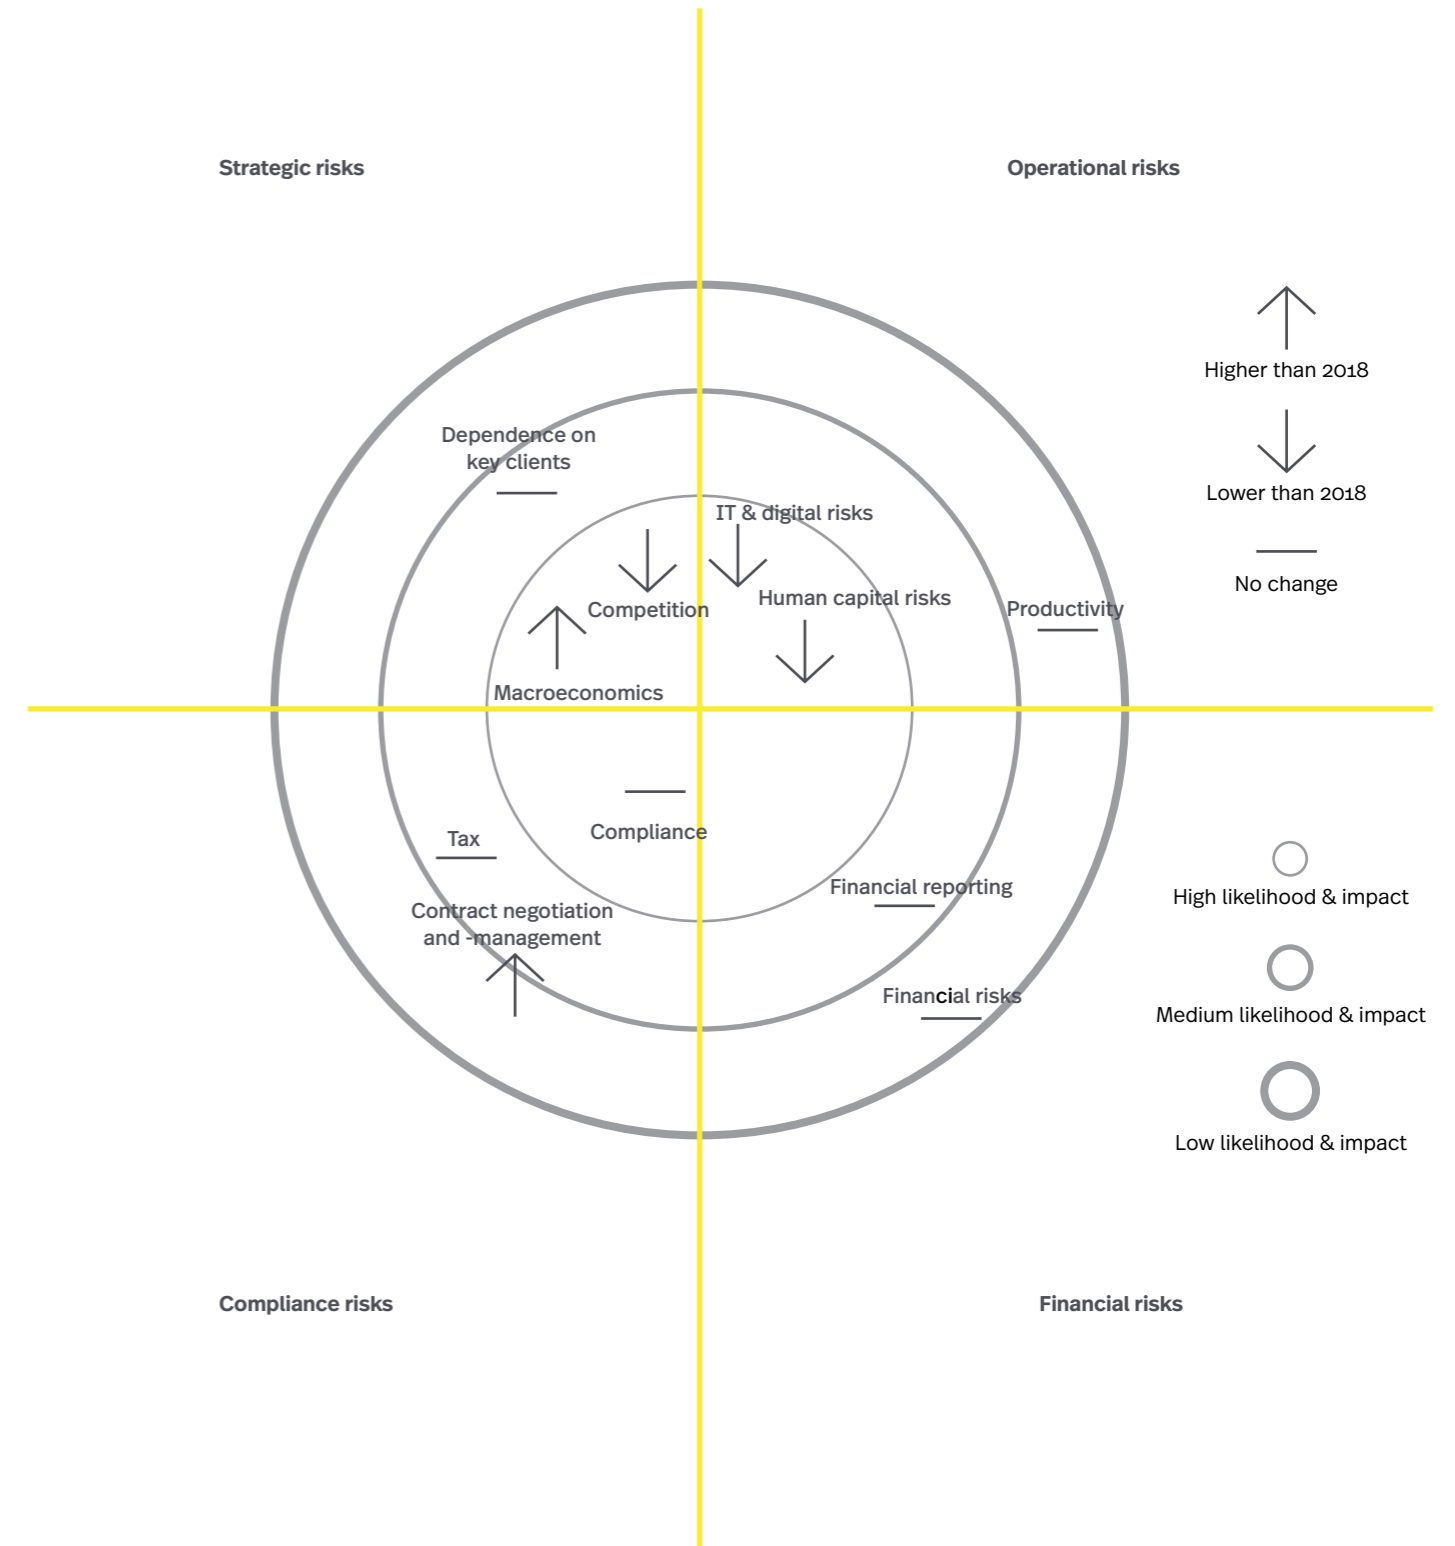 Strategic risks
Operational risks
Higher than 2018
Lower than 2018
No change
Dependence on
key clients
IT & digital risks
Competition
Human capital risks
Productivity
Macroeconomics
Compliance
Tax
Contract negotiation
and -management
Financial reporting
Financial risks
High likelihood & impact
Medium likelihood & impact
Low likelihood & impact
Compliance risks
Financial risks